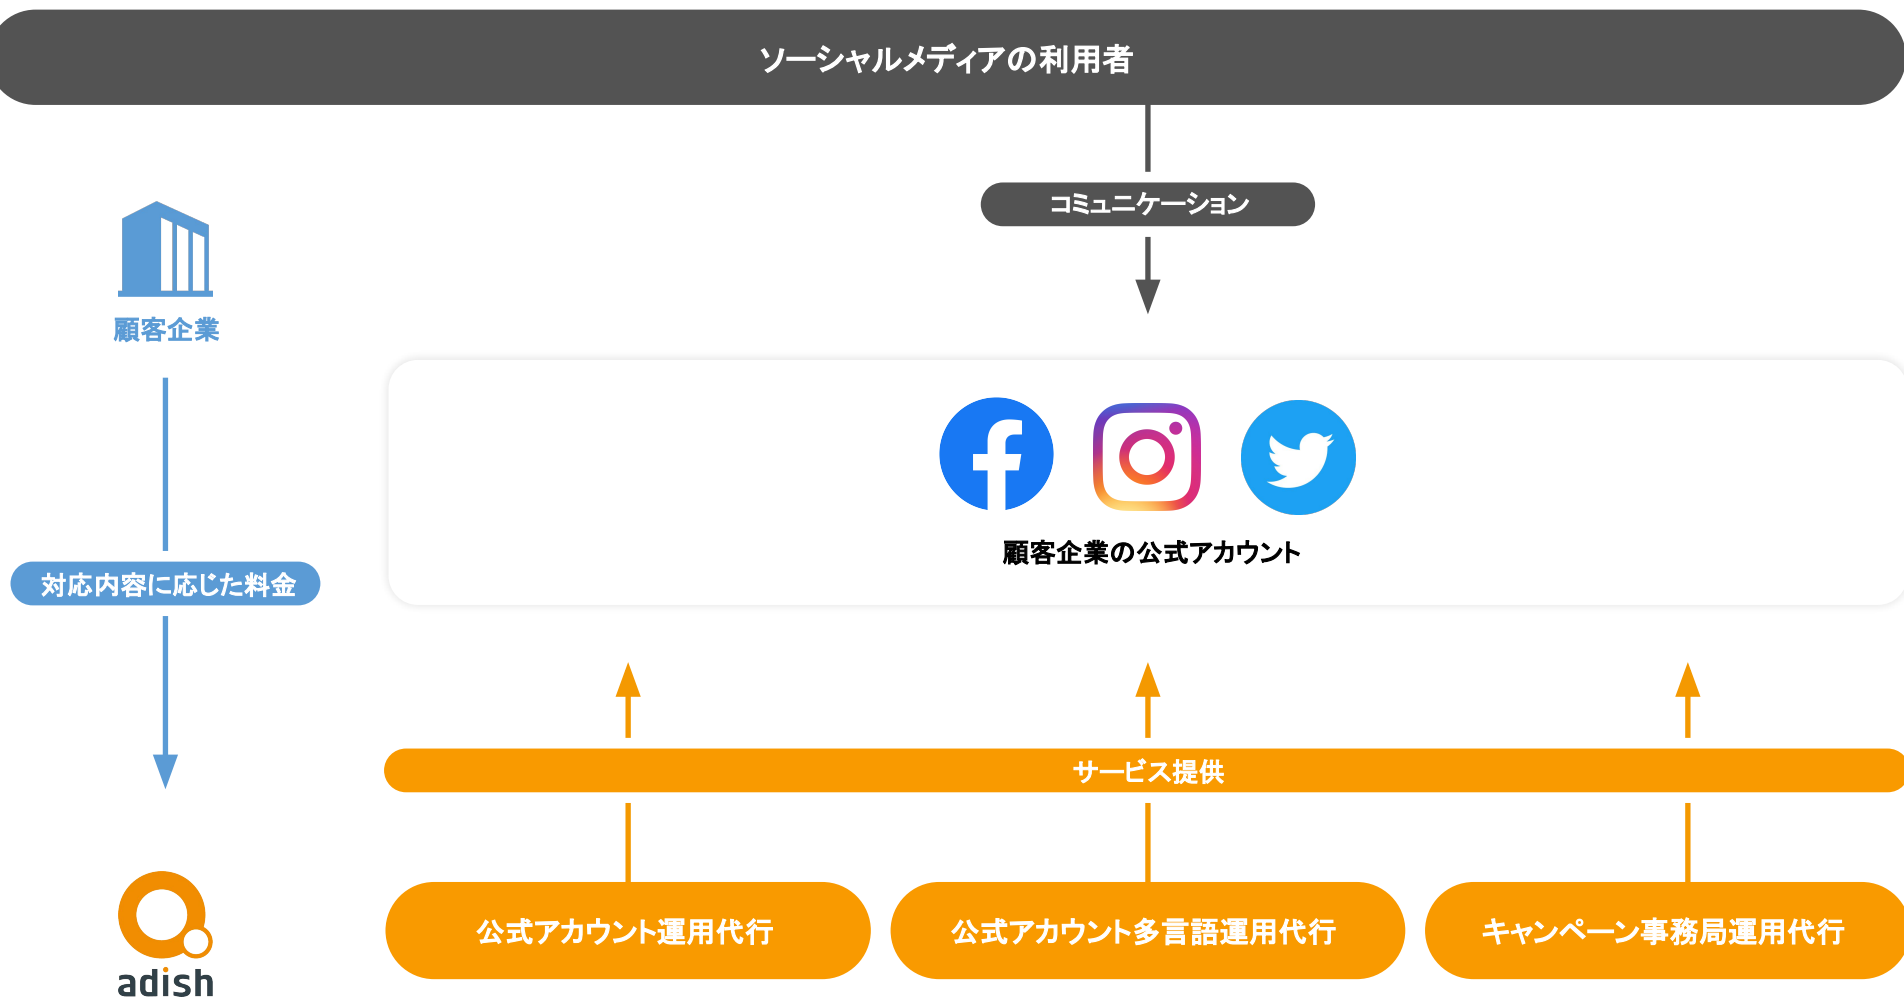 ソーシャルメディアの利用者
コミュニケーション
顧客企業
顧客企業の公式アカウント
対応内容に応じた料金
サービス提供
公式アカウント運用代行
公式アカウント多言語運用代行
キャンペーン事務局運用代行
adish